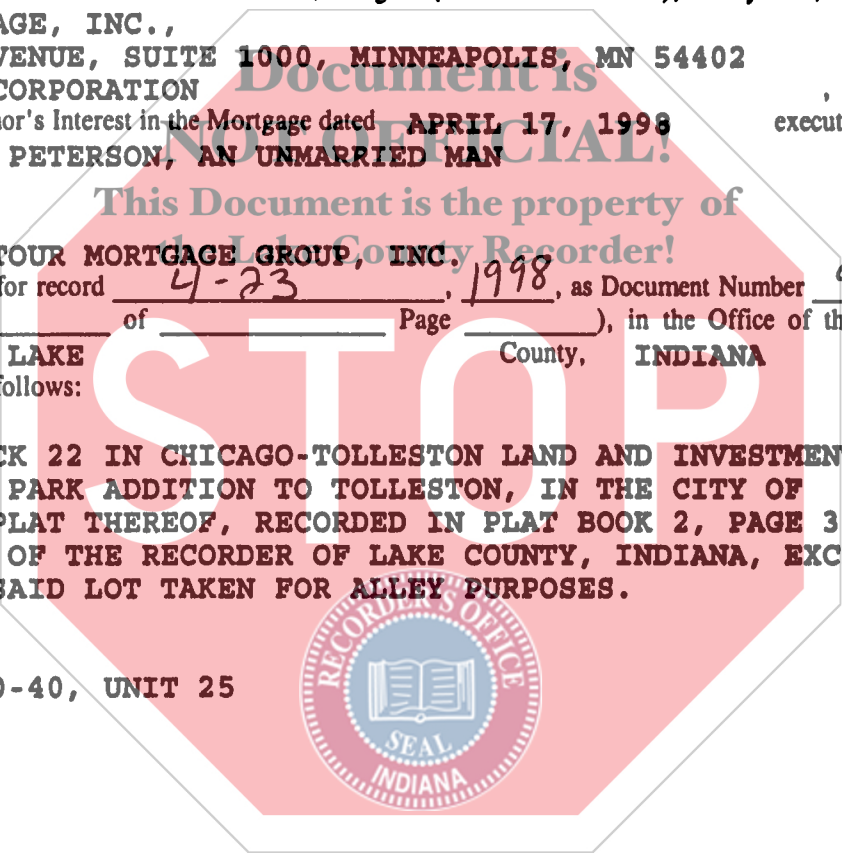 AGE, INC.,
VENUE, SUITE 1000, MINNEAPOLIS, MN 54402
CORPORATION ,
or's Interest in the Mortgage dated APRIL 17, 1998 execut
PETERSON, AN UNMARRIED MAN
TOUR MORTGAGE GROUP, INC.
for record 4-23, 1998, as Document Number
of Page ), in the Office of th
LAKE County, INDIANA
follows:
CK 22 IN CHICAGO-TOLLESTON LAND AND INVESTMEN
PARK ADDITION TO TOLLESTON, IN THE CITY OF
PLAT THEREOF, RECORDED IN PLAT BOOK 2, PAGE 3
OF THE RECORDER OF LAKE COUNTY, INDIANA, EXC
SAID LOT TAKEN FOR ALLEY PURPOSES.
0-40, UNIT 25
Document is
NOT OFFICIAL!
This Document is the property of
the Lake County Recorder!
STOP
RECORDER'S OFFICE
SEAL
INDIANA